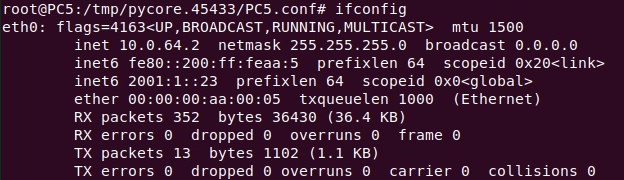 root@PC5:/tmp/pycore.45433/PC5.conf# ifconfig
eth0: flags=4163<UP,BROADCAST,RUNNING,MULTICAST>  mtu 1500
        inet 10.0.64.2  netmask 255.255.255.0  broadcast 0.0.0.0
        inet6 fe80::200:ff:feaa:5  prefixlen 64  scopeid 0x20<link>
        inet6 2001:1::23  prefixlen 64  scopeid 0x0<global>
        ether 00:00:00:aa:00:05  txqueuelen 1000  (Ethernet)
        RX packets 352  bytes 36430 (36.4 KB)
        RX errors 0  dropped 0  overruns 0  frame 0
        TX packets 13  bytes 1102 (1.1 KB)
        TX errors 0  dropped 0 overruns 0  carrier 0  collisions 0